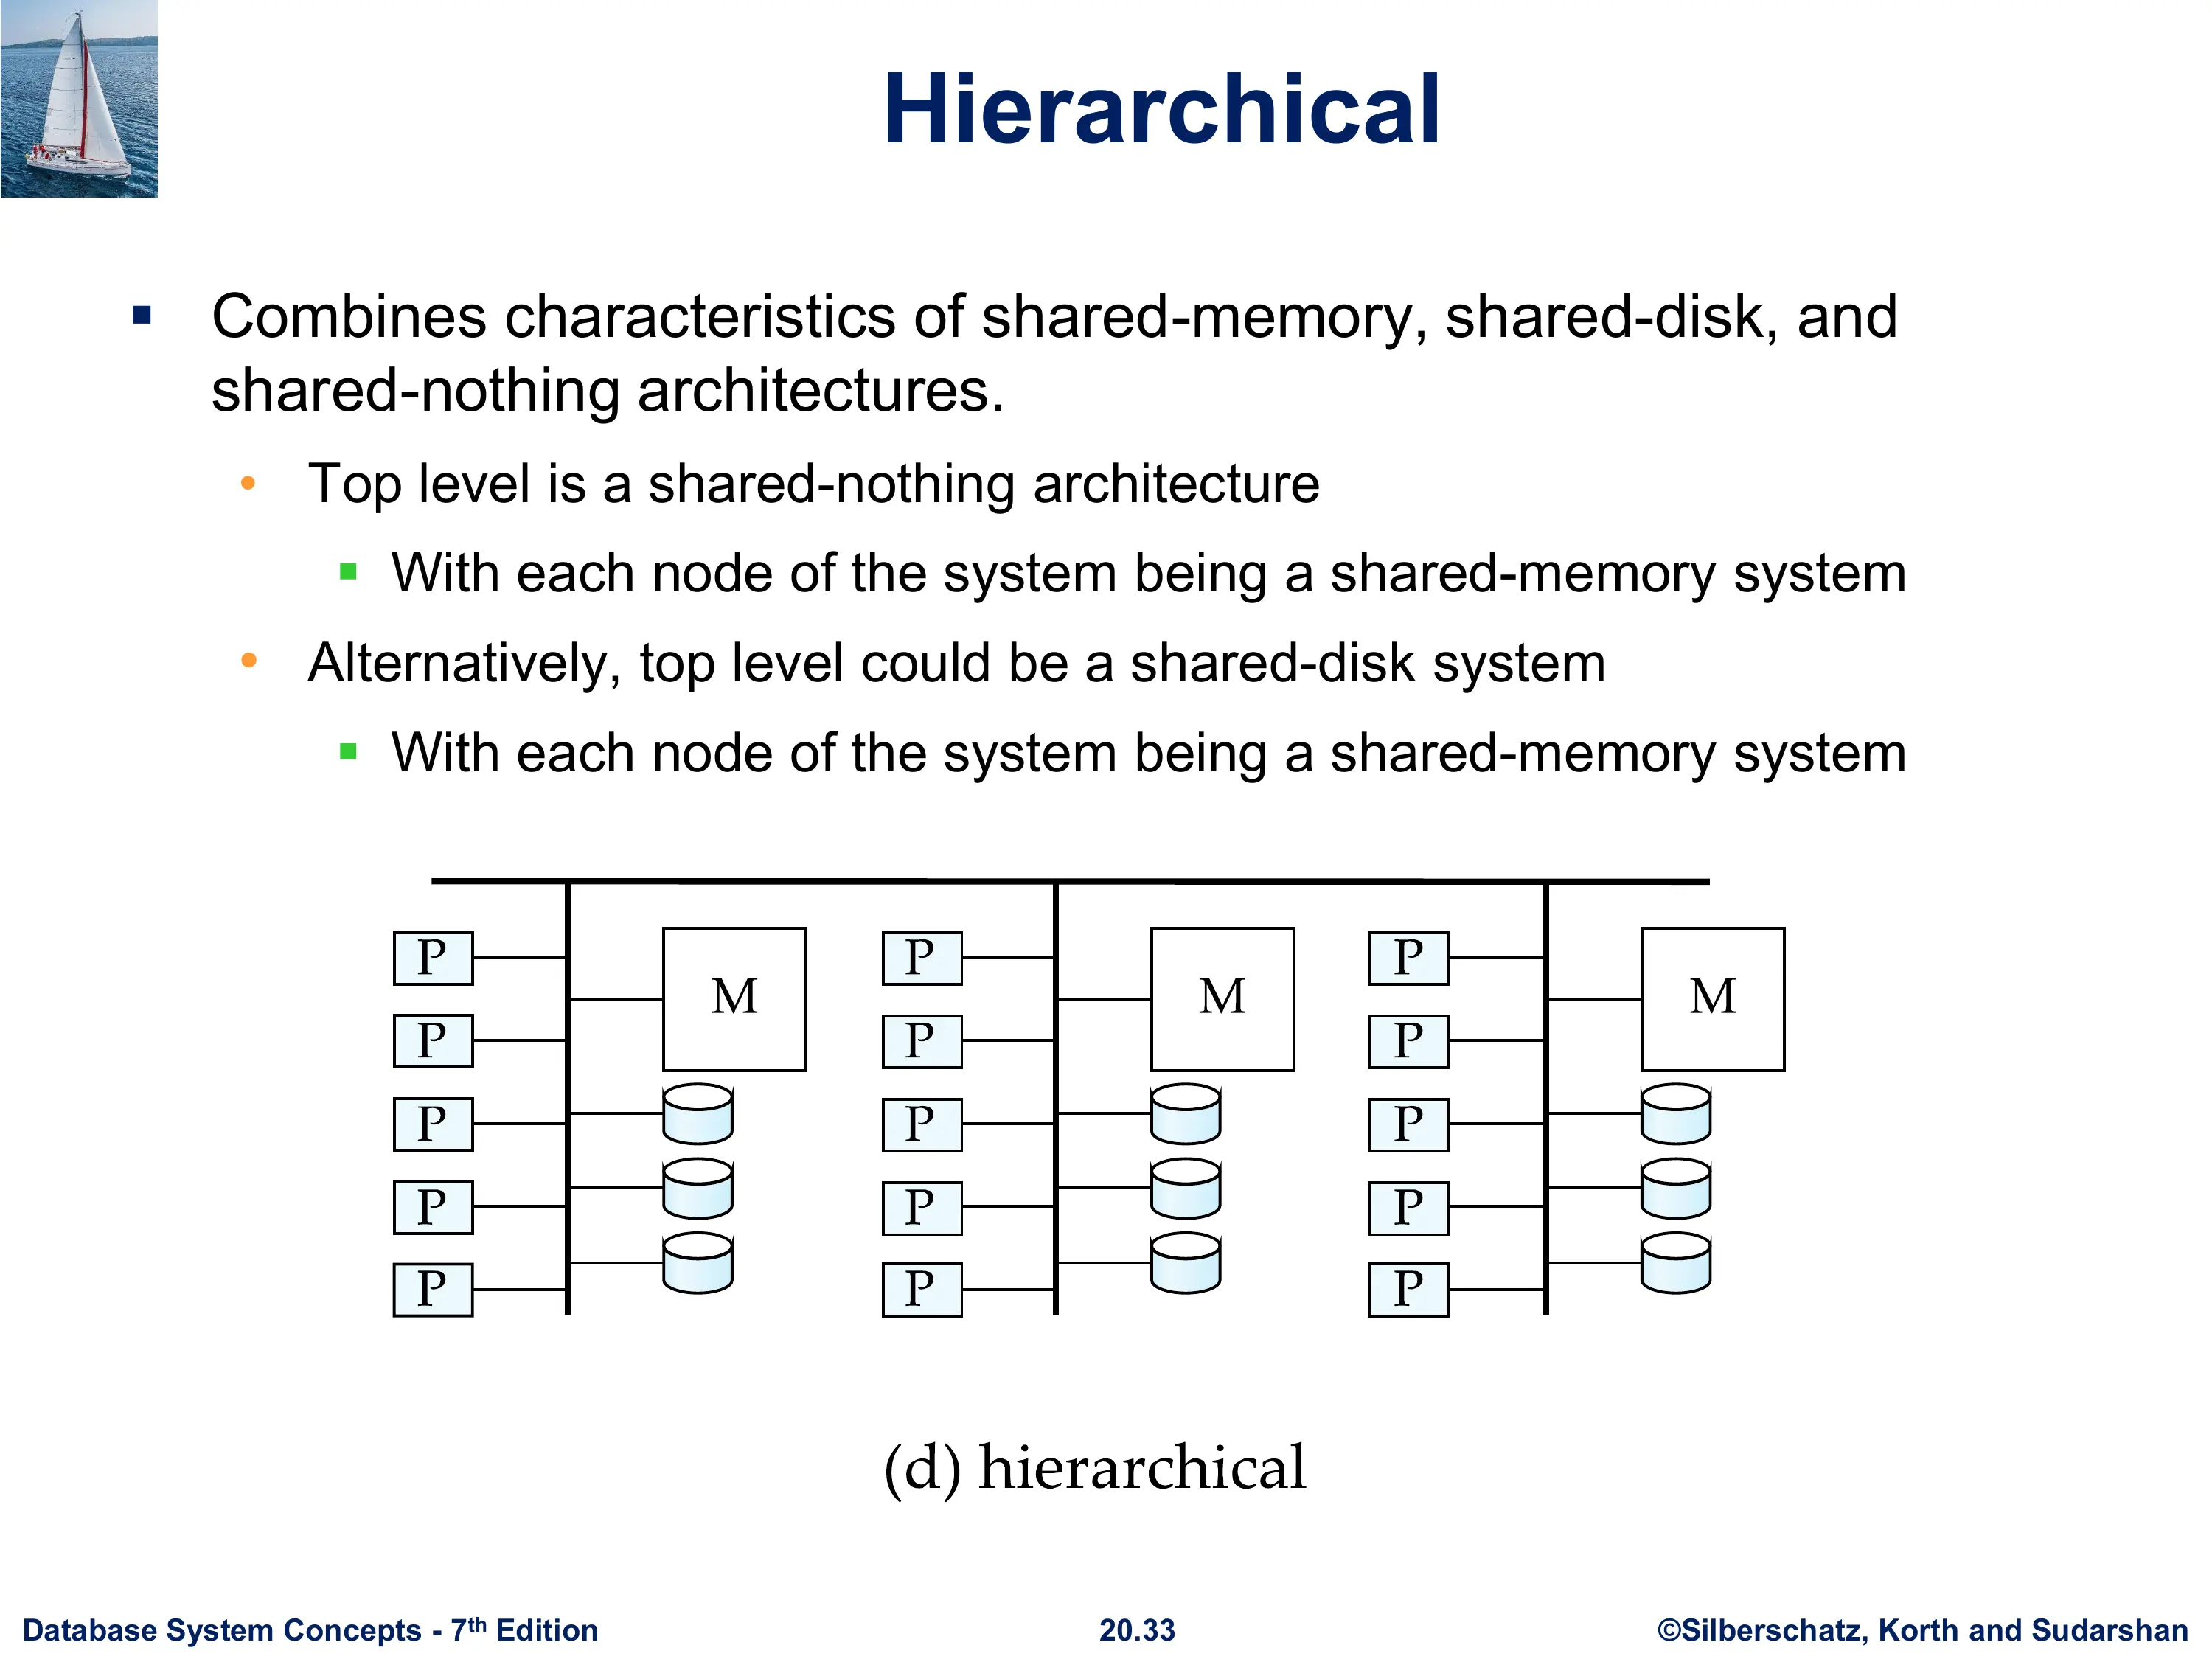 Hierarchical
▪ Combines characteristics of shared-memory, shared-disk, and
shared-nothing architectures.
• Top level is a shared-nothing architecture
▪ With each node of the system being a shared-memory system
• Alternatively, top level could be a shared-disk system
▪ With each node of the system being a shared-memory system
P P P
M M M
P P P
P P P
P P P
P P P
(d) hierarchical
Database System Concepts - 7th Edition 20.33 ©Silberschatz, Korth and Sudarshan